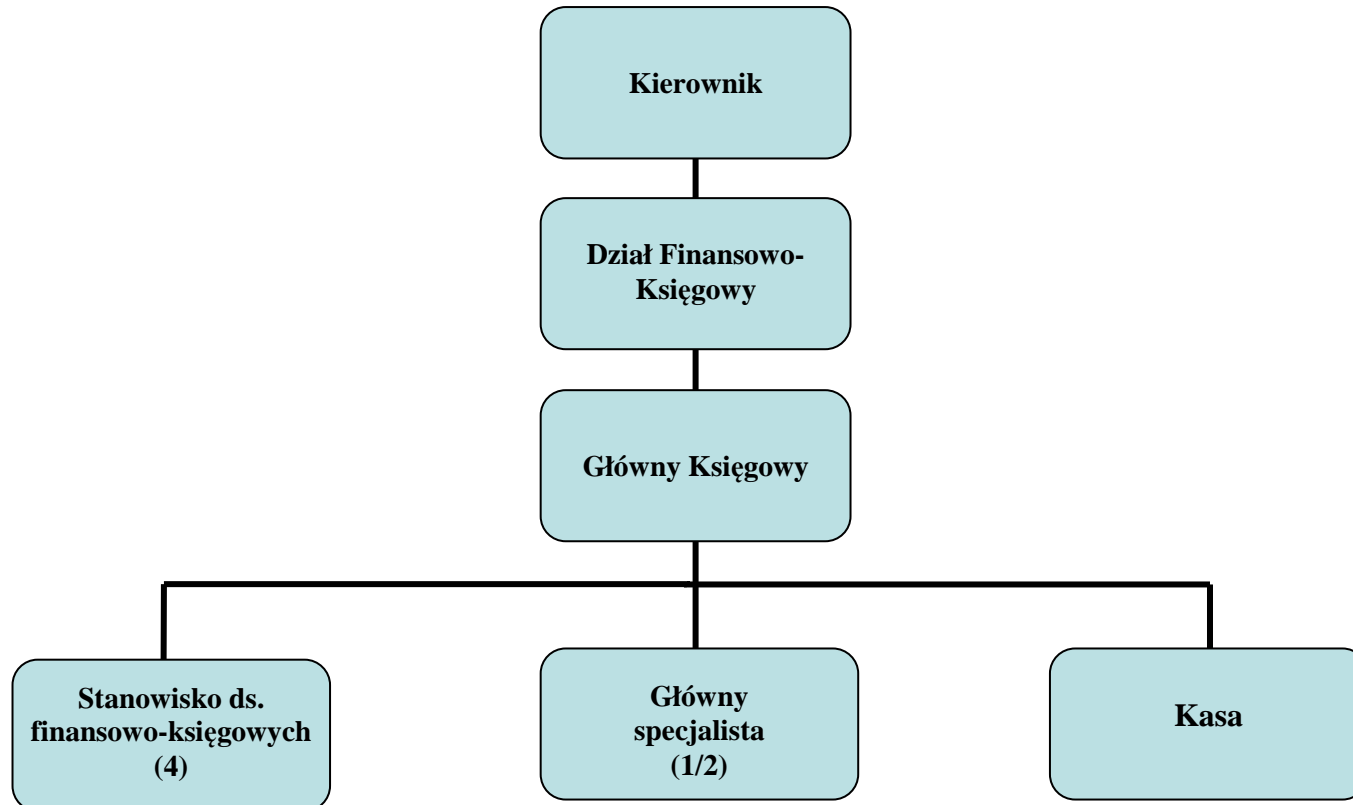 Kierownik
Dział Finansowo-
Księgowy
Główny Księgowy
Stanowisko ds.
finansowo-księgowych
(4)
Główny
specjalista
(1/2)
Kasa